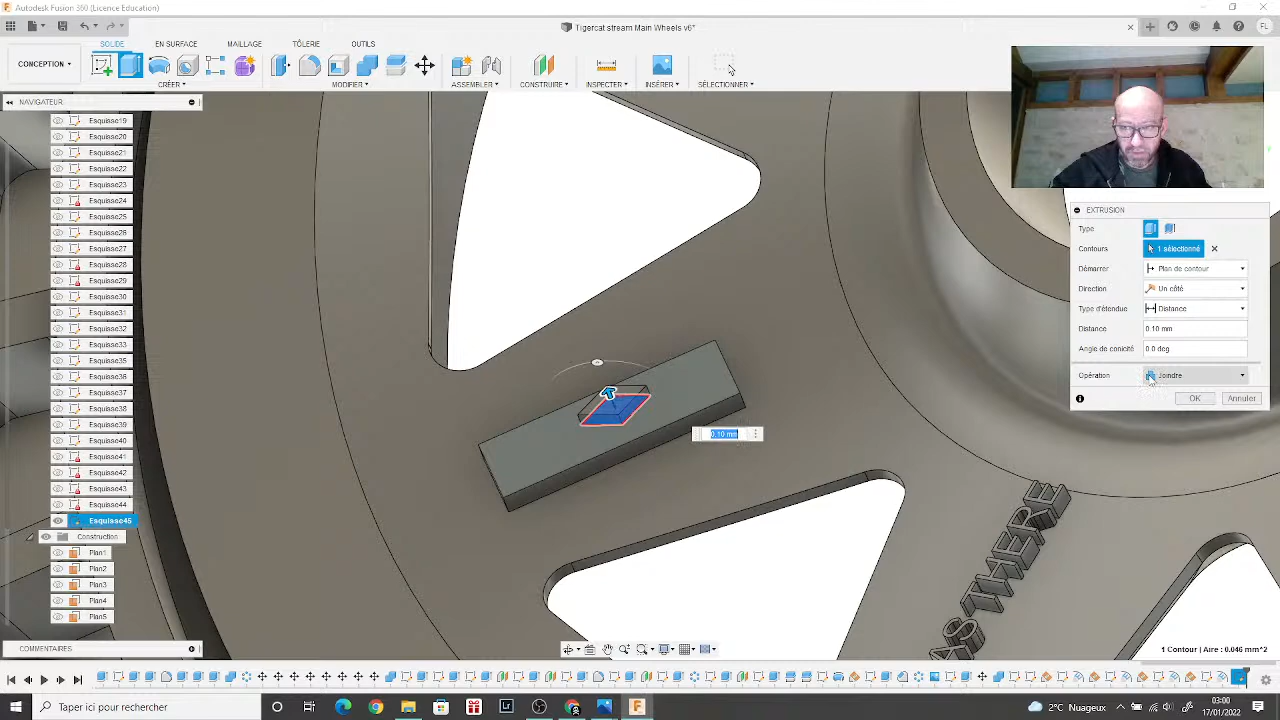 Autodesk Fusion 360 (Licence Education)
Tigercat stream Main Wheels v6*
FL
CONCEPTION
SOLIDE
EN SURFACE
MAILLAGE
TÔLERIE
OUTILS
CRÉER
MODIFIER
ASSEMBLER
CONSTRUIRE
INSPECTER
INSÉRER
SÉLECTIONNER
NAVIGATEUR
Esquisse19
Esquisse20
Esquisse21
Esquisse22
Esquisse23
Esquisse24
Esquisse25
Esquisse26
Esquisse27
Esquisse28
Esquisse29
Esquisse30
Esquisse31
Esquisse32
Esquisse33
Esquisse35
Esquisse36
Esquisse37
Esquisse38
Esquisse39
Esquisse40
Esquisse41
Esquisse42
Esquisse43
Esquisse44
Esquisse45
Construction
Plan1
Plan2
Plan3
Plan4
Plan5
EXTRUSION
Type
Contours 1 sélectionné
Démarrer Plan de contour
Direction Un côté
Type d'étendue Distance
Distance 0.10 mm
Angle de conicité 0.0 deg
Opération Joindre
OK Annuler
0.10 mm
COMMENTAIRES
1 Contour | Aire : 0.046 mm^2
Taper ici pour rechercher
2°C Nuageux
03:00
17/01/2022